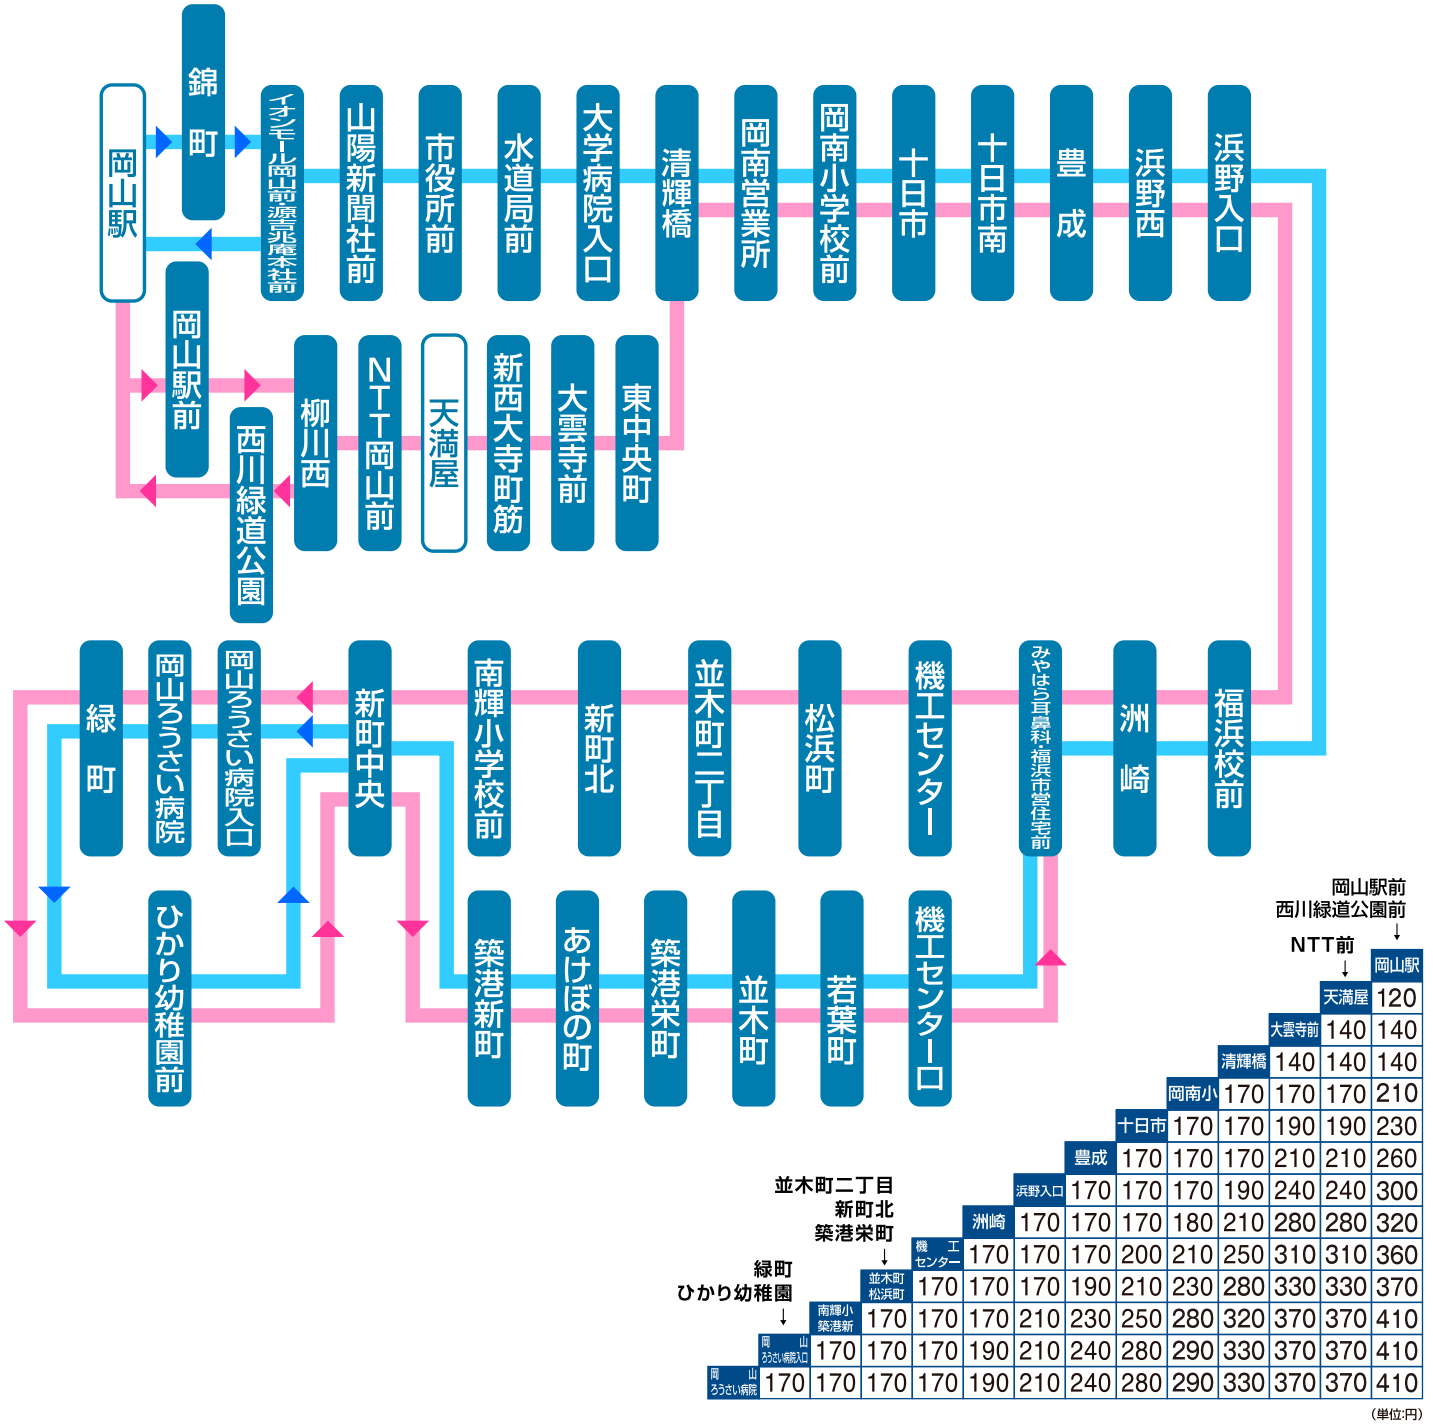 岡山駅
錦町
イオンモール岡山前・源吉兆庵本社前
山陽新聞社前
市役所前
水道局前
大学病院入口
清輝橋
岡南営業所
岡南小学校前
十日市
十日市南
豊成
浜野西
浜野入口
岡山駅前
西川緑道公園
柳川西
NTT岡山前
天満屋
新西大寺町筋
大雲寺前
東中央町
緑町
岡山ろうさい病院
岡山ろうさい病院入口
新町中央
南輝小学校前
新町北
並木町二丁目
松浜町
機工センター
みやはら耳鼻科・福浜市営住宅前
洲崎
福浜校前
ひかり幼稚園前
築港新町
あけぼの町
築港栄町
並木町
若葉町
機工センター口
岡山駅前
西川緑道公園前
NTT前
岡山駅
天満屋 120
大雲寺前 140 140
清輝橋 140 140 140
岡南小 170 170 170 210
十日市 170 170 190 190 230
豊成 170 170 170 210 210 260
浜野入口 170 170 170 190 240 240 300
洲崎 170 170 170 180 210 280 280 320
機工センター 170 170 170 200 210 250 310 310 360
並木町二丁目
新町北
築港栄町
並木町
松浜町 170 170 170 190 210 230 280 330 330 370
南輝小
築港新 170 170 170 210 230 250 280 320 370 370 410
緑町
ひかり幼稚園
岡山
ろうさい病院入口 170 170 170 190 210 240 280 290 330 370 370 410
岡山
ろうさい病院 170 170 170 170 190 210 240 280 290 330 370 370 410
(単位:円)